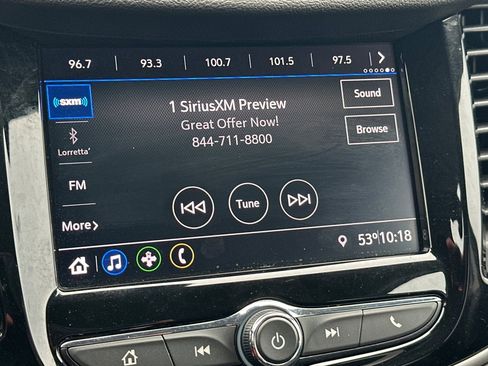 96.7 93.3 100.7 101.5 97.5
sxm
1 SiriusXM Preview
Sound
Great Offer Now!
844-711-8800
Browse
Lorretta'
FM
Tune
More
53° 10:18